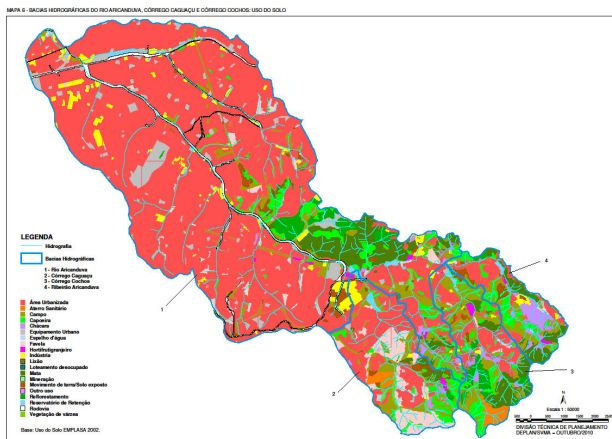 MAPA 6 - BACIAS HIDROGRÁFICAS DO RIO ARICANDUVA, CÓRREGO CAGUAÇU E CÓRREGO COCHOS: USO DO SOLO
LEGENDA
Hidrografia
Bacias Hidrográficas
1 - Rio Aricanduva
2 - Córrego Caguaçu
3 - Córrego Cochos
4 - Ribeirão Aricanduva
Área Urbanizada
Aterro Sanitário
Campo
Capoeira
Chácara
Equipamento Urbano
Espelho d'água
Favela
Hortifrutigranjeiro
Indústria
Lixão
Loteamento desocupado
Mata
Mineração
Movimento de terra/Solo exposto
Outro uso
Reflorestamento
Reservatório de Retenção
Rodovia
Vegetação de várzea
Base: Uso do Solo EMPLASA 2002.
1
2
3
4
N
Escala 1 : 50000
DIVISÃO TÉCNICA DE PLANEJAMENTO
DEPLAN/SVMA - OUTUBRO/2010